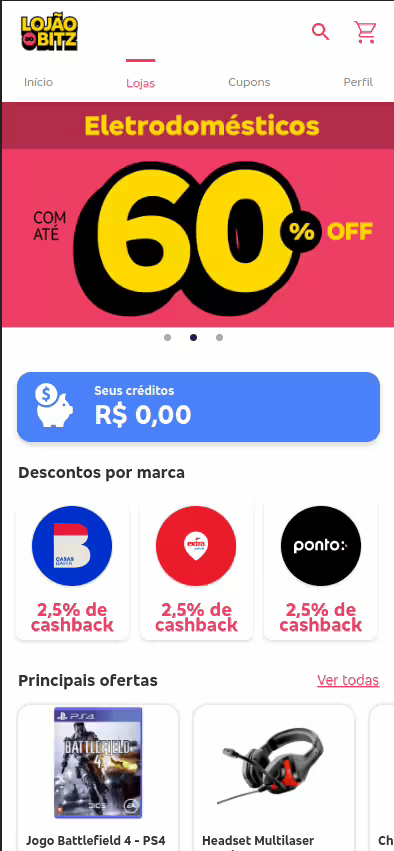 LOJÃO
DO BITZ
Início
Lojas
Cupons
Perfil
Eletrodomésticos
COM
ATÉ
60% OFF
Seus créditos
R$ 0,00
Descontos por marca
CASAS
BAHIA
extra
ponto:
2,5% de
cashback
2,5% de
cashback
2,5% de
cashback
Principais ofertas
Ver todas
PS4
BATTLEFIELD
4
DICE
EA
Jogo Battlefield 4 - PS4
Headset Multilaser
Ch